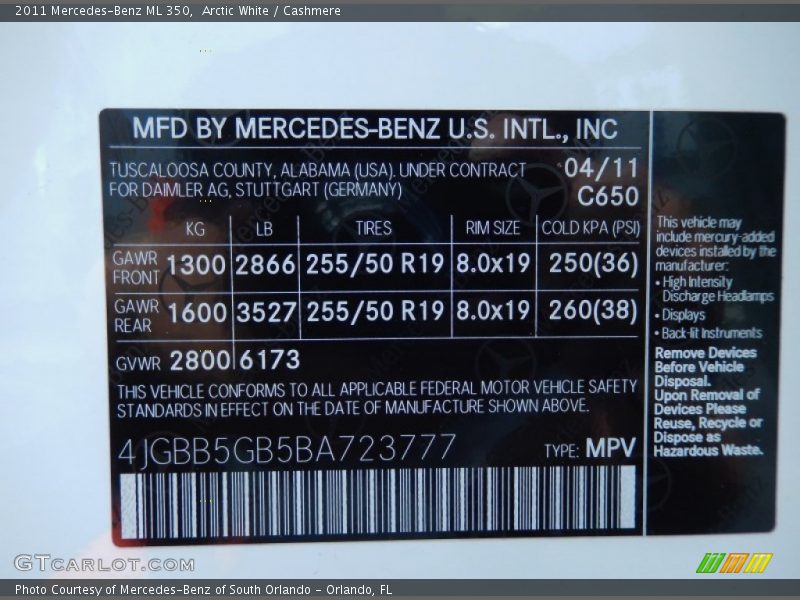 2011 Mercedes-Benz ML 350, Arctic White / Cashmere
MFD BY MERCEDES-BENZ U.S. INTL., INC
TUSCALOOSA COUNTY, ALABAMA (USA). UNDER CONTRACT 04/11
FOR DAIMLER AG, STUTTGART (GERMANY) C650
KG LB TIRES RIM SIZE COLD KPA (PSI)
GAWR FRONT 1300 2866 255/50 R19 8.0x19 250(36)
GAWR REAR 1600 3527 255/50 R19 8.0x19 260(38)
GVWR 2800 6173
THIS VEHICLE CONFORMS TO ALL APPLICABLE FEDERAL MOTOR VEHICLE SAFETY
STANDARDS IN EFFECT ON THE DATE OF MANUFACTURE SHOWN ABOVE.
4JGBB5GB5BA723777 TYPE: MPV
This vehicle may
include mercury-added
devices installed by the
manufacturer:
• High Intensity
Discharge Headlamps
• Displays
• Back-lit Instruments
Remove Devices
Before Vehicle
Disposal.
Upon Removal of
Devices Please
Reuse, Recycle or
Dispose as
Hazardous Waste.
GTCARLOT.COM
Photo Courtesy of Mercedes-Benz of South Orlando - Orlando, FL